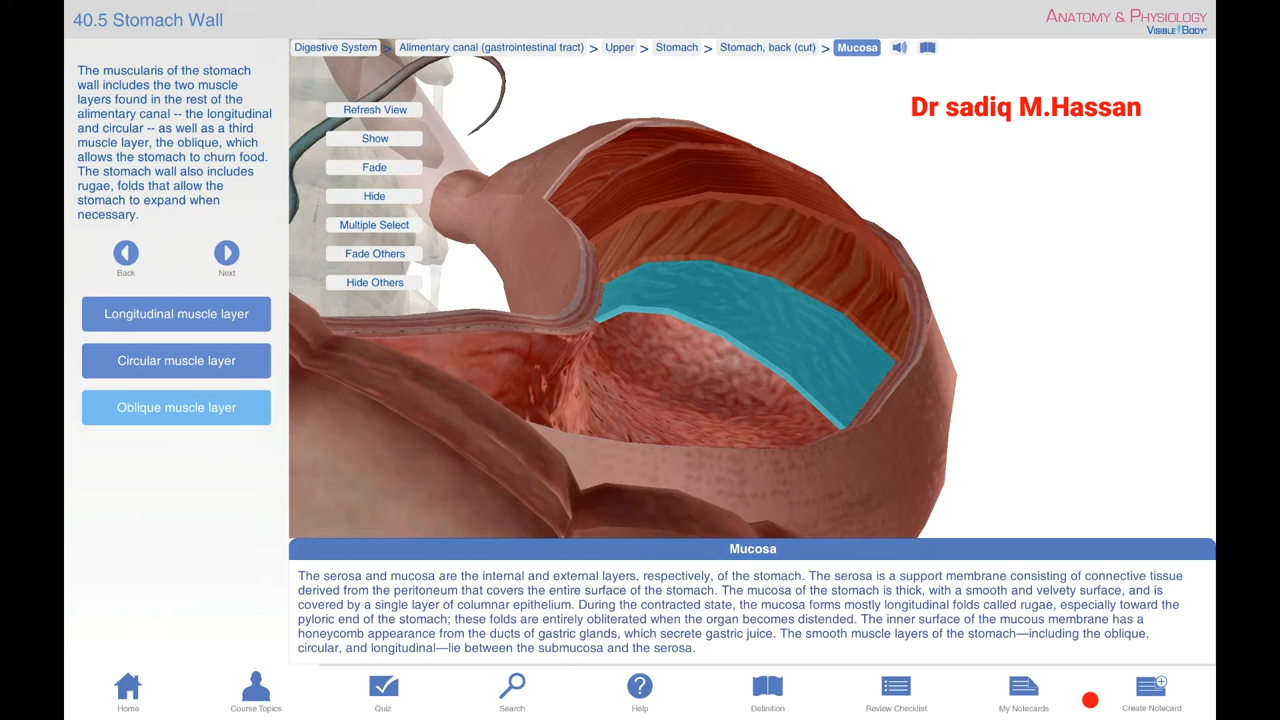 40.5 Stomach Wall
ANATOMY & PHYSIOLOGY
VISIBLE BODY®
Digestive System > Alimentary canal (gastrointestinal tract) > Upper > Stomach > Stomach, back (cut) > Mucosa
The muscularis of the stomach
wall includes the two muscle
layers found in the rest of the
alimentary canal -- the longitudinal
and circular -- as well as a third
muscle layer, the oblique, which
allows the stomach to churn food.
The stomach wall also includes
rugae, folds that allow the
stomach to expand when
necessary.
Back
Next
Longitudinal muscle layer
Circular muscle layer
Oblique muscle layer
Refresh View
Show
Fade
Hide
Multiple Select
Fade Others
Hide Others
Dr sadiq M.Hassan
Mucosa
The serosa and mucosa are the internal and external layers, respectively, of the stomach. The serosa is a support membrane consisting of connective tissue
derived from the peritoneum that covers the entire surface of the stomach. The mucosa of the stomach is thick, with a smooth and velvety surface, and is
covered by a single layer of columnar epithelium. During the contracted state, the mucosa forms mostly longitudinal folds called rugae, especially toward the
pyloric end of the stomach; these folds are entirely obliterated when the organ becomes distended. The inner surface of the mucous membrane has a
honeycomb appearance from the ducts of gastric glands, which secrete gastric juice. The smooth muscle layers of the stomach—including the oblique,
circular, and longitudinal—lie between the submucosa and the serosa.
Home
Course Topics
Quiz
Search
Help
Definition
Review Checklist
My Notecards
Create Notecard